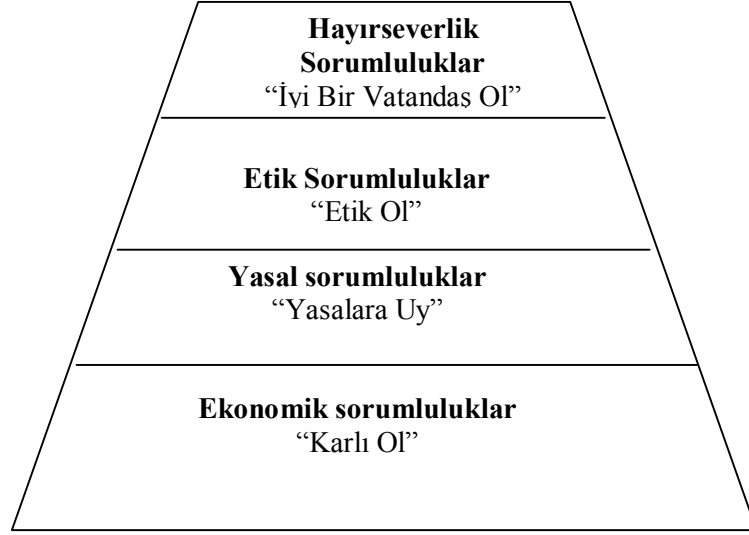 Hayırseverlik
Sorumluluklar
“İyi Bir Vatandaş Ol”
Etik Sorumluluklar
“Etik Ol”
Yasal sorumluluklar
“Yasalara Uy”
Ekonomik sorumluluklar
“Karlı Ol”